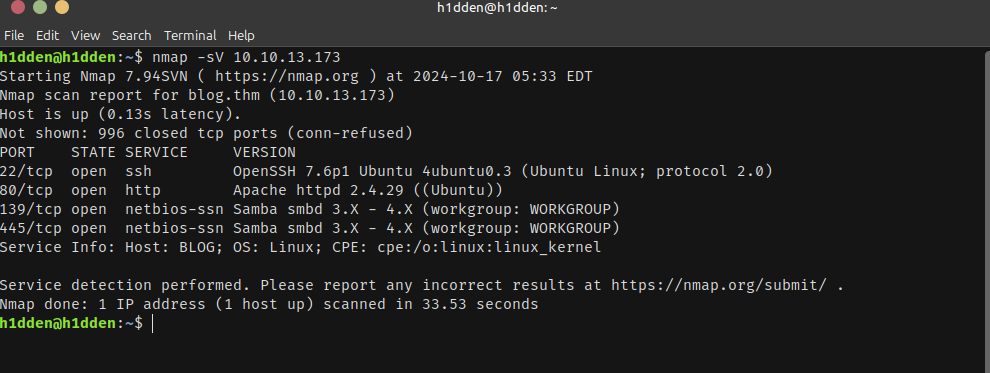 h1dden@h1dden: ~
File Edit View Search Terminal Help
h1dden@h1dden:~$ nmap -sV 10.10.13.173
Starting Nmap 7.94SVN ( https://nmap.org ) at 2024-10-17 05:33 EDT
Nmap scan report for blog.thm (10.10.13.173)
Host is up (0.13s latency).
Not shown: 996 closed tcp ports (conn-refused)
PORT    STATE SERVICE     VERSION
22/tcp  open  ssh         OpenSSH 7.6p1 Ubuntu 4ubuntu0.3 (Ubuntu Linux; protocol 2.0)
80/tcp  open  http        Apache httpd 2.4.29 ((Ubuntu))
139/tcp open  netbios-ssn Samba smbd 3.X - 4.X (workgroup: WORKGROUP)
445/tcp open  netbios-ssn Samba smbd 3.X - 4.X (workgroup: WORKGROUP)
Service Info: Host: BLOG; OS: Linux; CPE: cpe:/o:linux:linux_kernel
Service detection performed. Please report any incorrect results at https://nmap.org/submit/ .
Nmap done: 1 IP address (1 host up) scanned in 33.53 seconds
h1dden@h1dden:~$